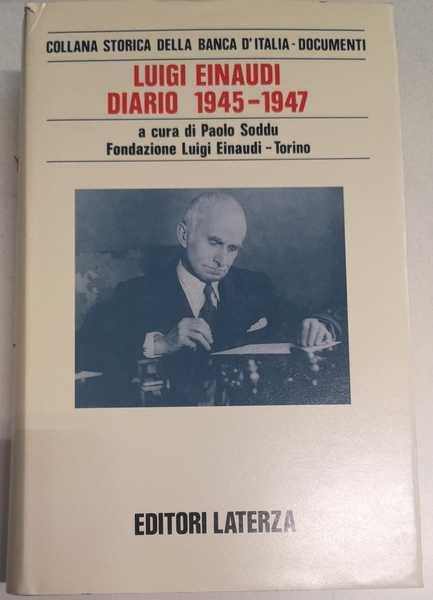 COLLANA STORICA DELLA BANCA D'ITALIA - DOCUMENTI
LUIGI EINAUDI
DIARIO 1945-1947
a cura di Paolo Soddu
Fondazione Luigi Einaudi - Torino
EDITORI LATERZA